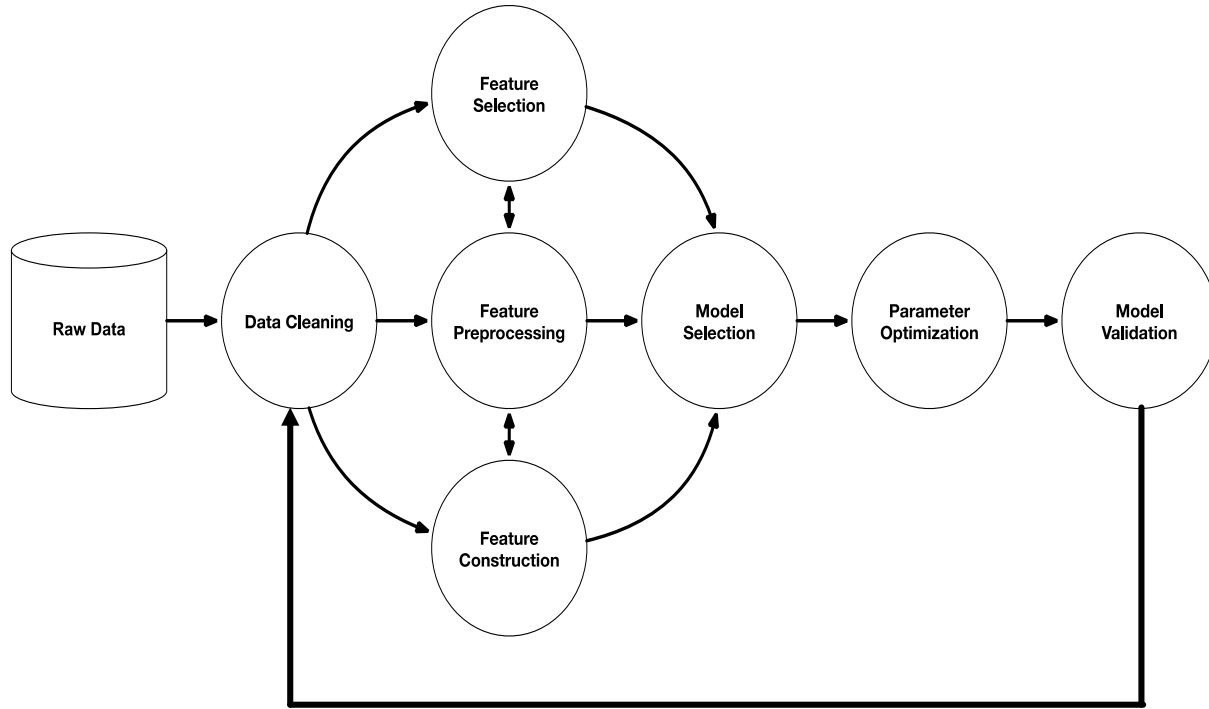 Feature
Selection
Raw Data
Data Cleaning
Feature
Preprocessing
Model
Selection
Parameter
Optimization
Model
Validation
Feature
Construction